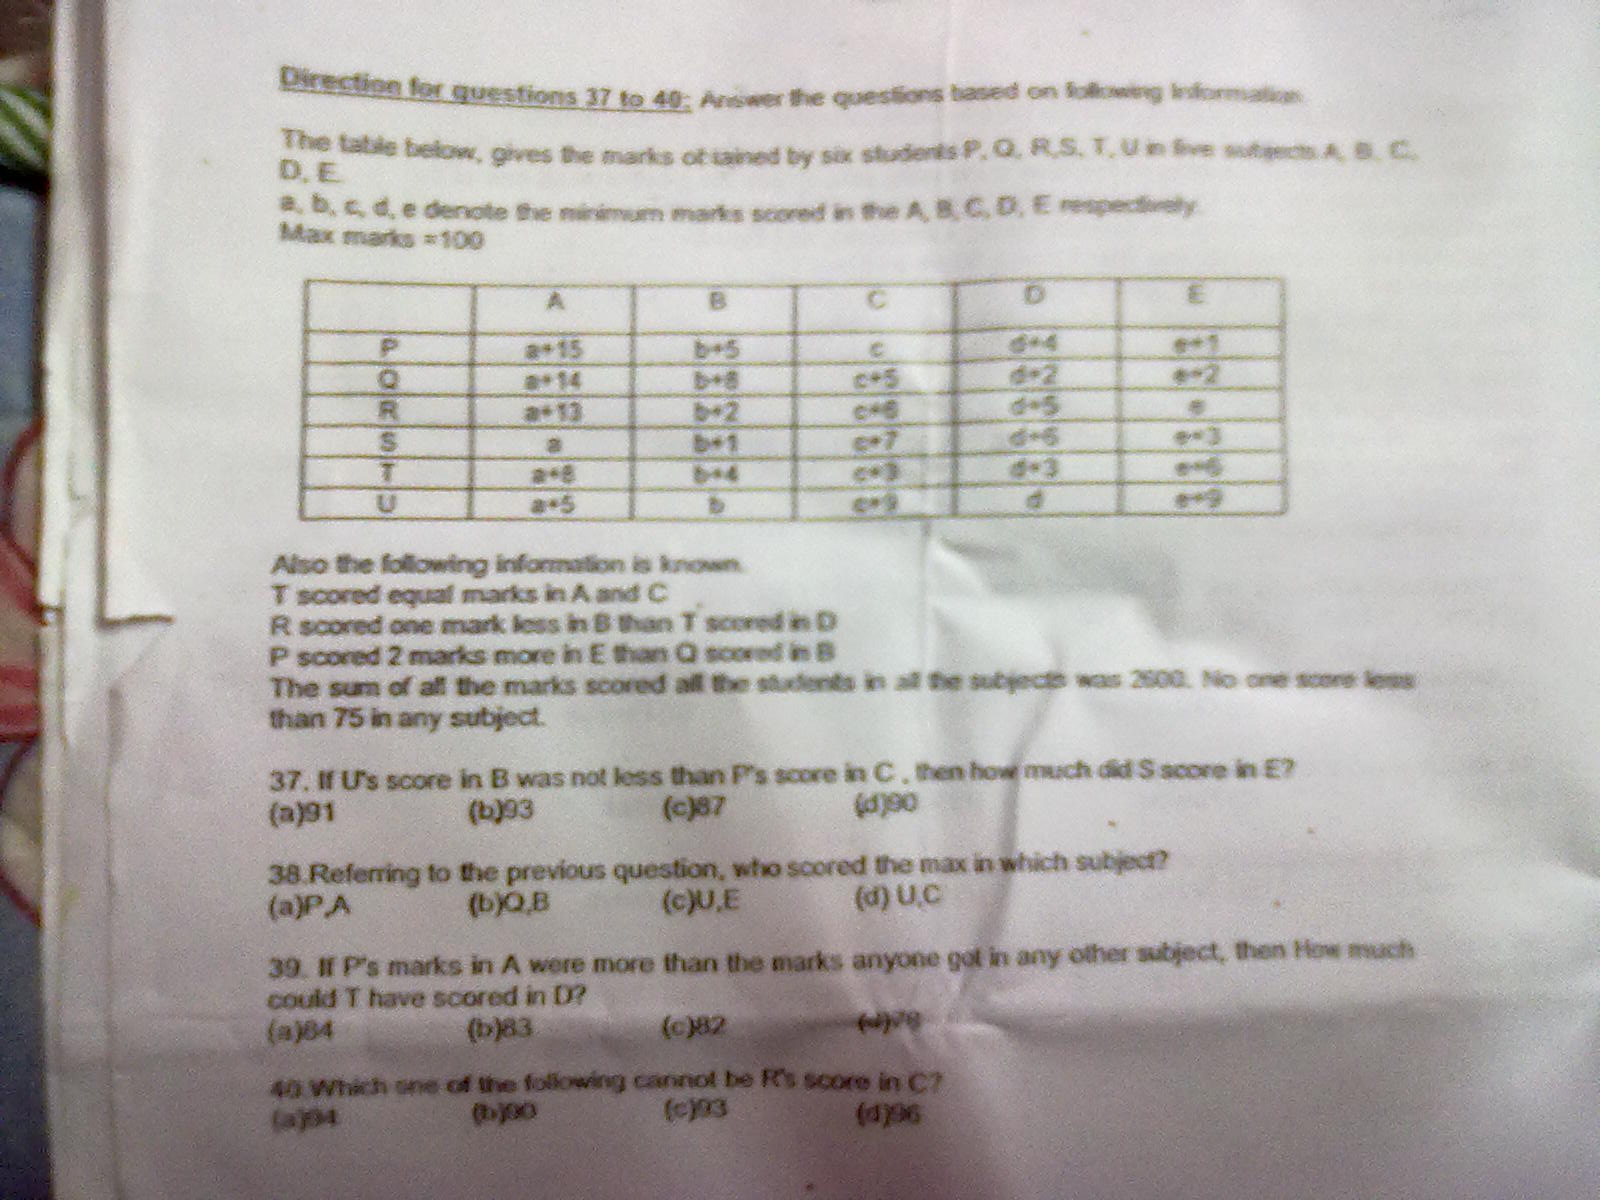 Direction for questions 37 to 40: Answer the questions based on following Information.
The table below, gives the marks obtained by six students P, Q, R,S, T, U in five subjects A, B, C,
D, E.
a, b, c, d, e denote the minimum marks scored in the A, B, C, D, E respectively.
Max marks =100
A B C D E
P a+15 b+5 c d+4 e+1
Q a+14 b+8 c+5 d+2 e+2
R a+13 b+2 c+6 d+5 e
S a b+1 c+7 d+6 e+3
T a+8 b+4 c+3 d+3 e+6
U a+5 b c+9 d e+9
Also the following information is known.
T scored equal marks in A and C
R scored one mark less in B than T scored in D
P scored 2 marks more in E than Q scored in B
The sum of all the marks scored all the students in all the subjects was 2600. No one score less
than 75 in any subject.
37. If U's score in B was not less than P's score in C , then how much did S score in E?
(a)91 (b)93 (c)87 (d)90
38.Referring to the previous question, who scored the max in which subject?
(a)P,A (b)Q,B (c)U,E (d) U,C
39. If P's marks in A were more than the marks anyone got in any other subject, then How much
could T have scored in D?
(a)84 (b)83 (c)82 (d)78
40.Which one of the following cannot be R's score in C?
(a)94 (b)90 (c)93 (d)96